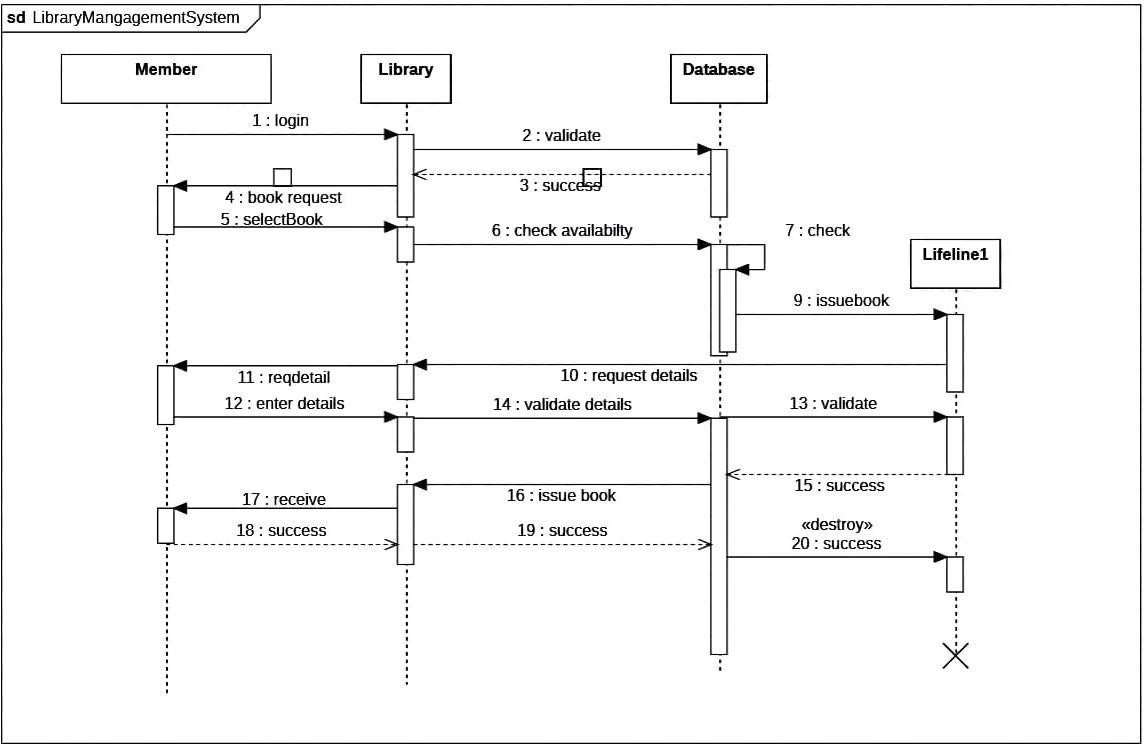 sd LibraryMangagementSystem
Member
Library
Database
1 : login
2 : validate
3 : success
4 : book request
5 : selectBook
6 : check availabilty
7 : check
Lifeline1
9 : issuebook
10 : request details
11 : reqdetail
12 : enter details
14 : validate details
13 : validate
15 : success
16 : issue book
17 : receive
18 : success
19 : success
«destroy»
20 : success